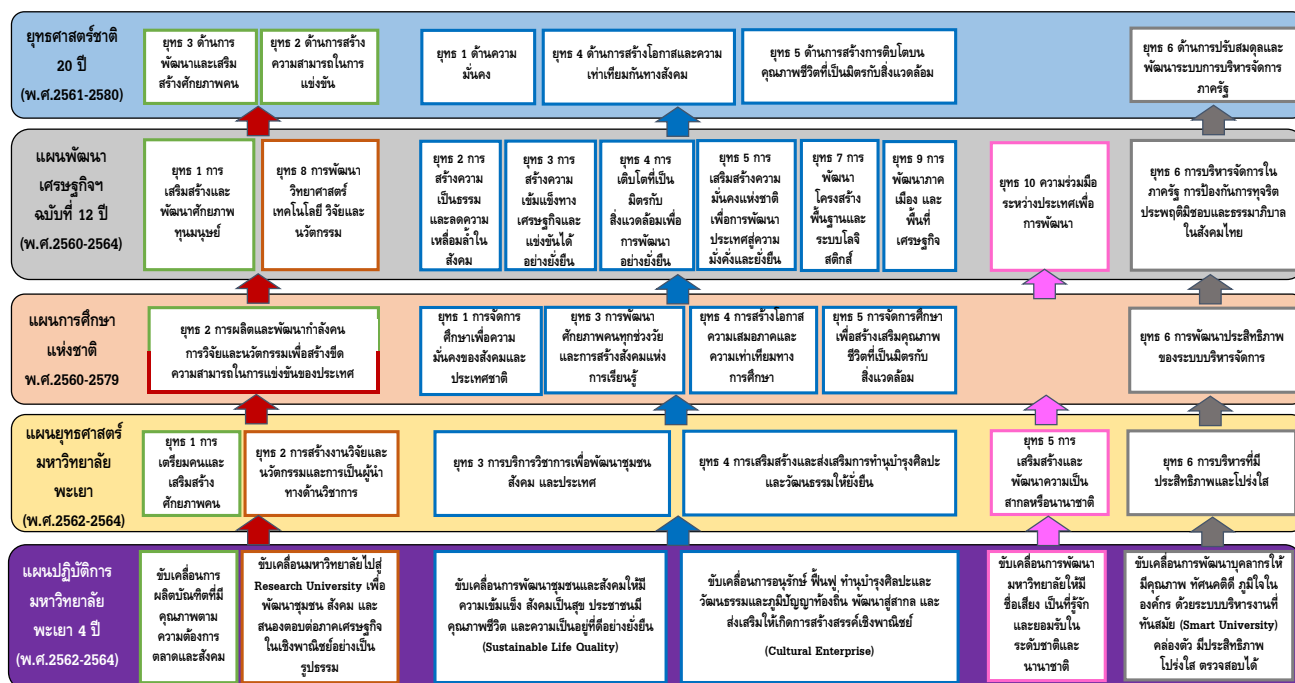 ยุทธศาสตร์ชาติ
20 ปี
(พ.ศ.2561-2580)
ยุทธ 3 ด้านการ
พัฒนาและเสริม
สร้างศักยภาพคน
ยุทธ 2 ด้านการสร้าง
ความสามารถในการ
แข่งขัน
ยุทธ 1 ด้านความ
มั่นคง
ยุทธ 4 ด้านการสร้างโอกาสและความ
เท่าเทียมกันทางสังคม
ยุทธ 5 ด้านการสร้างการติบโตบน
คุณภาพชีวิตที่เป็นมิตรกับสิ่งแวดล้อม
ยุทธ 6 ด้านการปรับสมดุลและ
พัฒนาระบบการบริหารจัดการ
ภาครัฐ
แผนพัฒนา
เศรษฐกิจฯ
ฉบับที่ 12 ปี
(พ.ศ.2560-2564)
ยุทธ 1 การ
เสริมสร้างและ
พัฒนาศักยภาพ
ทุนมนุษย์
ยุทธ 8 การพัฒนา
วิทยาศาสตร์
เทคโนโลยี วิจัยและ
นวัตกรรม
ยุทธ 2 การ
สร้างความ
เป็นธรรม
และลดความ
เหลื่อมล้ำใน
สังคม
ยุทธ 3 การ
สร้างความ
เข้มแข็งทาง
เศรษฐกิจและ
แข่งขันได้
อย่างยั่งยืน
ยุทธ 4 การ
เติบโตที่เป็น
มิตรกับ
สิ่งแวดล้อมเพื่อ
การพัฒนา
อย่างยั่งยืน
ยุทธ 5 การ
เสริมสร้างความ
มั่นคงแห่งชาติ
เพื่อการพัฒนา
ประเทศสู่ความ
มั่งคั่งและยั่งยืน
ยุทธ 7 การ
พัฒนา
โครงสร้าง
พื้นฐานและ
ระบบโลจิ
สติกส์
ยุทธ 9 การ
พัฒนาภาค
เมือง และ
พื้นที่
เศรษฐกิจ
ยุทธ 10 ความร่วมมือ
ระหว่างประเทศเพื่อ
การพัฒนา
ยุทธ 6 การบริหารจัดการใน
ภาครัฐ การป้องกันการทุจริต
ประพฤติมิชอบและธรรมาภิบาล
ในสังคมไทย
แผนการศึกษา
แห่งชาติ
พ.ศ.2560-2579
ยุทธ 2 การผลิตและพัฒนากำลังคน
การวิจัยและนวัตกรรมเพื่อสร้างขีด
ความสามารถในการแข่งขันของประเทศ
ยุทธ 1 การจัดการ
ศึกษาเพื่อความ
มั่นคงของสังคมและ
ประเทศชาติ
ยุทธ 3 การพัฒนา
ศักยภาพคนทุกช่วงวัย
และการสร้างสังคมแห่ง
การเรียนรู้
ยุทธ 4 การสร้างโอกาส
ความเสมอภาคและ
ความเท่าเทียมทาง
การศึกษา
ยุทธ 5 การจัดการศึกษา
เพื่อสร้างเสริมคุณภาพ
ชีวิตที่เป็นมิตรกับ
สิ่งแวดล้อม
ยุทธ 6 การพัฒนาประสิทธิภาพ
ของระบบบริหารจัดการ
แผนยุทธศาสตร์
มหาวิทยาลัย
พะเยา
(พ.ศ.2562-2564)
ยุทธ 1 การ
เตรียมคนและ
เสริมสร้าง
ศักยภาพคน
ยุทธ 2 การสร้างงานวิจัยและ
นวัตกรรมและการเป็นผู้นำ
ทางด้านวิชาการ
ยุทธ 3 การบริการวิชาการเพื่อพัฒนาชุมชน
สังคม และประเทศ
ยุทธ 4 การเสริมสร้างและส่งเสริมการทำนุบำรุงศิลปะ
และวัฒนธรรมให้ยั่งยืน
ยุทธ 5 การ
เสริมสร้างและ
พัฒนาความเป็น
สากลหรือนานาชาติ
ยุทธ 6 การบริหารที่มี
ประสิทธิภาพและโปร่งใส
แผนปฏิบัติการ
มหาวิทยาลัย
พะเยา 4 ปี
(พ.ศ.2562-2564)
ขับเคลื่อนการ
ผลิตบัณฑิตที่มี
คุณภาพตาม
ความต้องการ
ตลาดและสังคม
ขับเคลื่อนมหาวิทยาลัยไปสู่
Research University เพื่อ
พัฒนาชุมชน สังคม และ
สนองตอบต่อภาคเศรษฐกิจ
ในเชิงพาณิชย์อย่างเป็น
รูปธรรม
ขับเคลื่อนการพัฒนาชุมชนและสังคมให้มี
ความเข้มแข็ง สังคมเป็นสุข ประชาชนมี
คุณภาพชีวิต และความเป็นอยู่ที่ดีอย่างยั่งยืน
(Sustainable Life Quality)
ขับเคลื่อนการอนุรักษ์ ฟื้นฟู ทำนุบำรุงศิลปะและ
วัฒนธรรมและภูมิปัญญาท้องถิ่น พัฒนาสู่สากล และ
ส่งเสริมให้เกิดการสร้างสรรค์เชิงพาณิชย์
(Cultural Enterprise)
ขับเคลื่อนการพัฒนา
มหาวิทยาลัยให้มี
ชื่อเสียง เป็นที่รู้จัก
และยอมรับใน
ระดับชาติและ
นานาชาติ
ขับเคลื่อนการพัฒนาบุคลากรให้
มีคุณภาพ ทัศนคติดี ภูมิใจใน
องค์กร ด้วยระบบบริหารงานที่
ทันสมัย (Smart University)
คล่องตัว มีประสิทธิภาพ
โปร่งใส ตรวจสอบได้